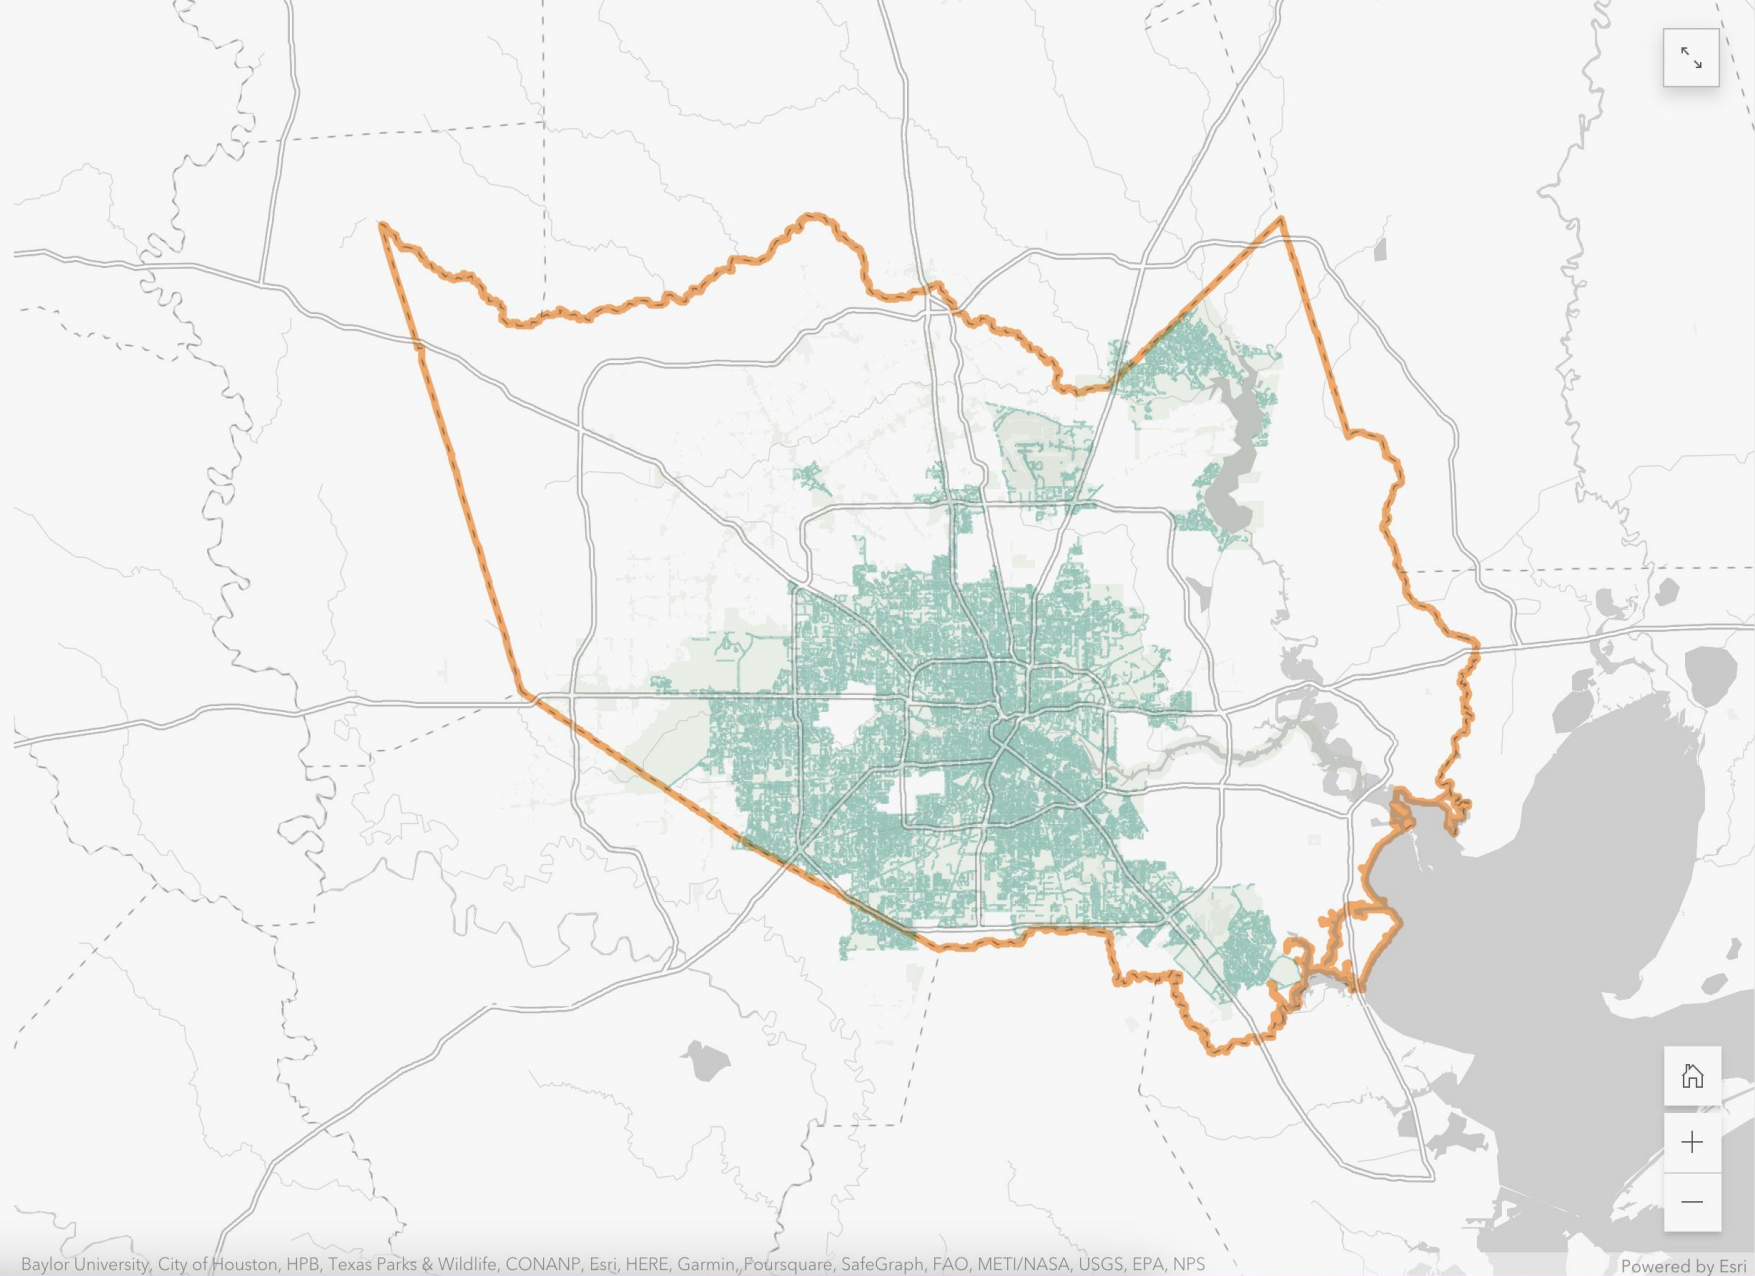 Baylor University, City of Houston, HPB, Texas Parks & Wildlife, CONANP, Esri, HERE, Garmin, Foursquare, SafeGraph, FAO, METI/NASA, USGS, EPA, NPS
Powered by Esri